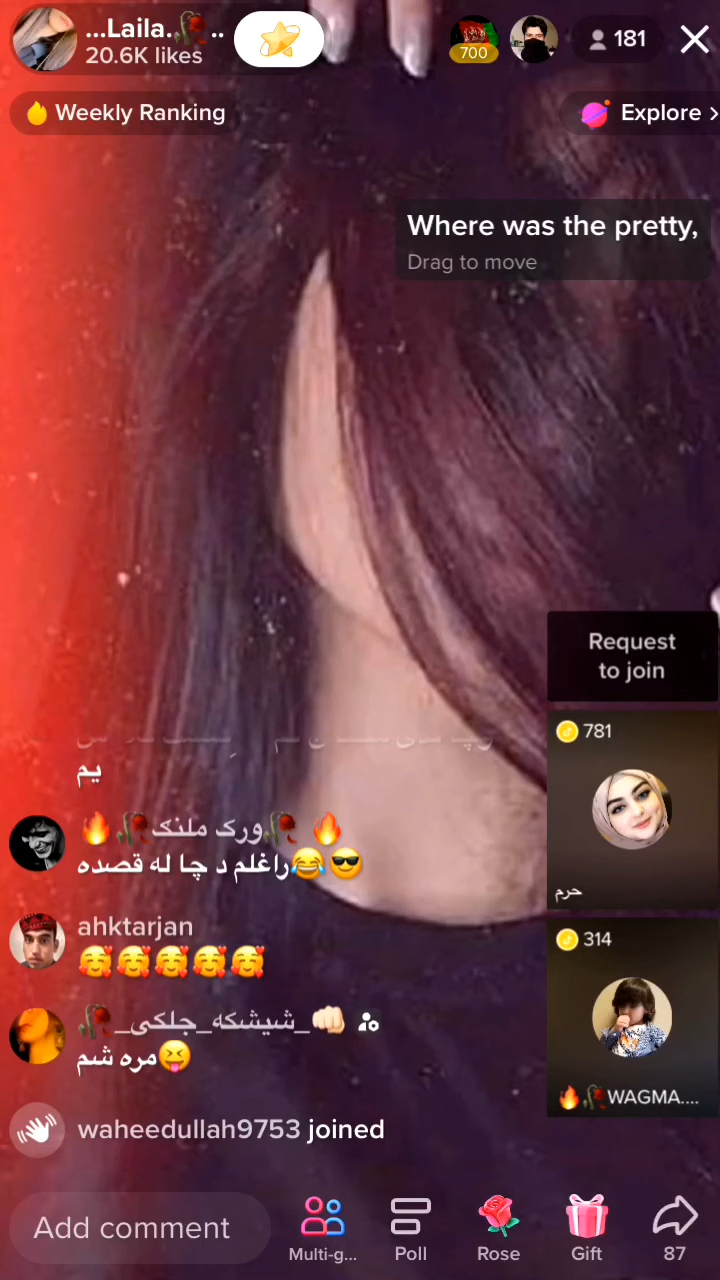 ...Laila.🥀..
20.6K likes
700
181
Weekly Ranking
Explore >
Where was the pretty,
Drag to move
Request
to join
781
یم
🔥🥀ورک ملنګ🥀 🔥
راغلم د چا له قصده😂😎
حرم
ahktarjan
🥰🥰🥰🥰🥰
314
🥀_شیشکه_جلکی_👊🏻
مره شم😝
🔥🥀WAGMA....
waheedullah9753 joined
Add comment
Multi-g...
Poll
Rose
Gift
87